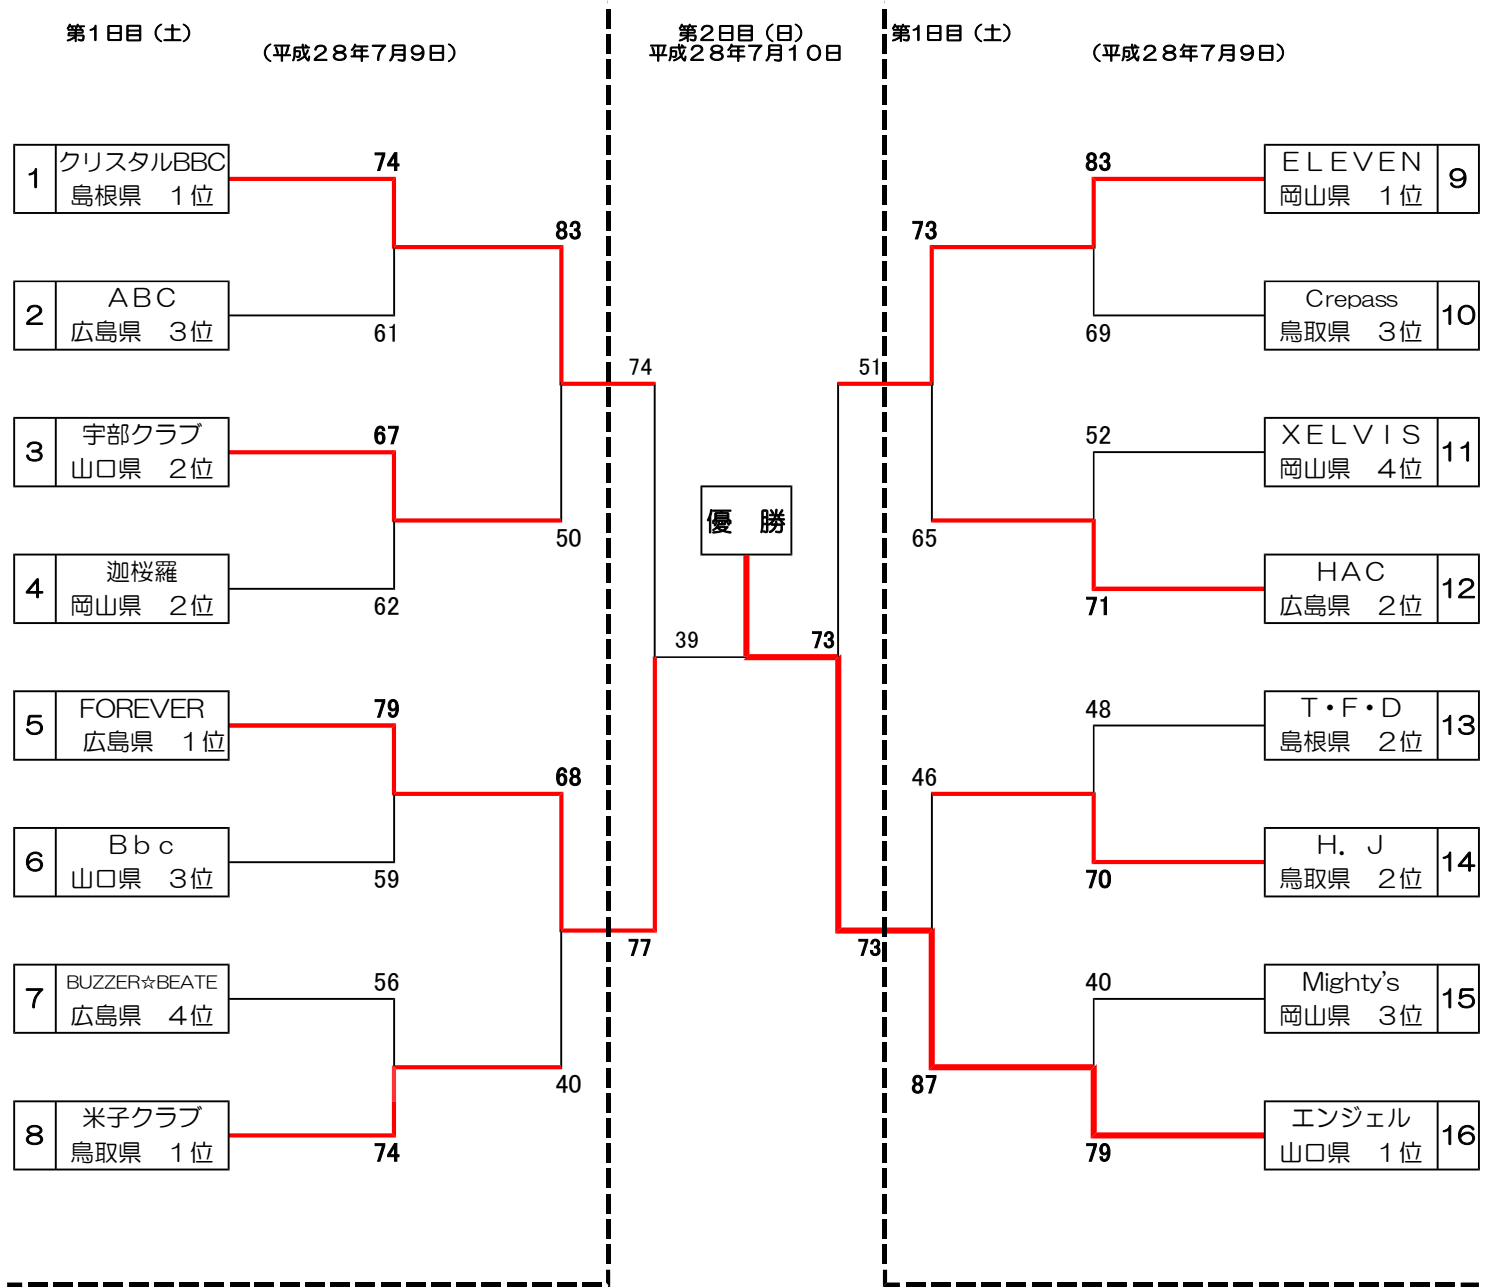 第1日目（土）
（平成２８年７月９日）
第２日目（日）
平成２８年７月１０日
第1日目（土）
（平成２８年７月９日）
1
クリスタルBBC
島根県　１位
74
2
ＡＢＣ
広島県　３位
61
83
3
宇部クラブ
山口県　２位
67
4
迦桜羅
岡山県　２位
62
50
74
5
FOREVER
広島県　１位
79
6
Ｂｂｃ
山口県　３位
59
68
7
BUZZER☆BEATE
広島県　４位
56
8
米子クラブ
鳥取県　１位
74
40
77
優　勝
39
73
51
73
73
65
46
87
83
ＥＬＥＶＥＮ
岡山県　１位
9
69
Crepass
鳥取県　３位
10
52
ＸＥＬＶＩＳ
岡山県　４位
11
71
ＨＡＣ
広島県　２位
12
48
Ｔ・Ｆ・Ｄ
島根県　２位
13
70
Ｈ．Ｊ
鳥取県　２位
14
40
Mighty's
岡山県　３位
15
79
エンジェル
山口県　１位
16